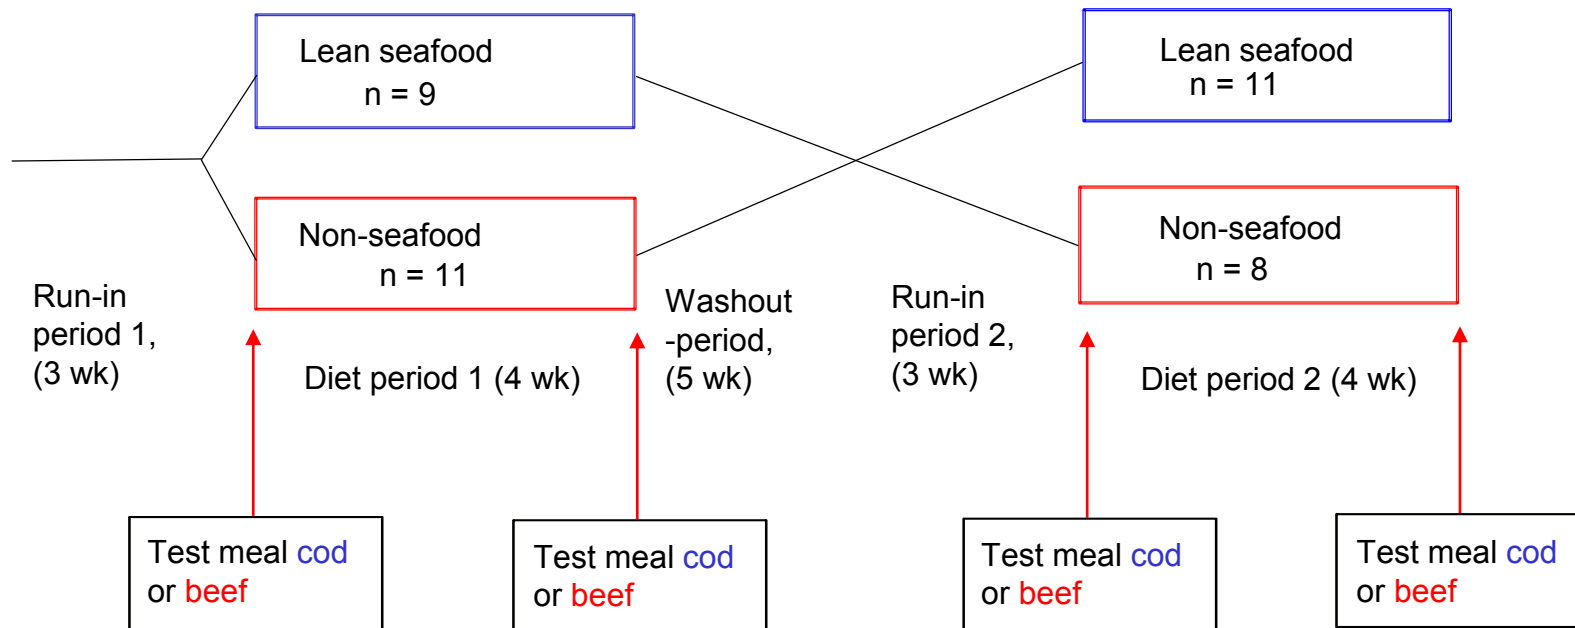 Lean seafood
n = 9
Lean seafood
n = 11
Non-seafood
n = 11
Non-seafood
n = 8
Run-in
period 1,
(3 wk)
Diet period 1 (4 wk)
Washout
-period,
(5 wk)
Run-in
period 2,
(3 wk)
Diet period 2 (4 wk)
Test meal cod
or beef
Test meal cod
or beef
Test meal cod
or beef
Test meal cod
or beef